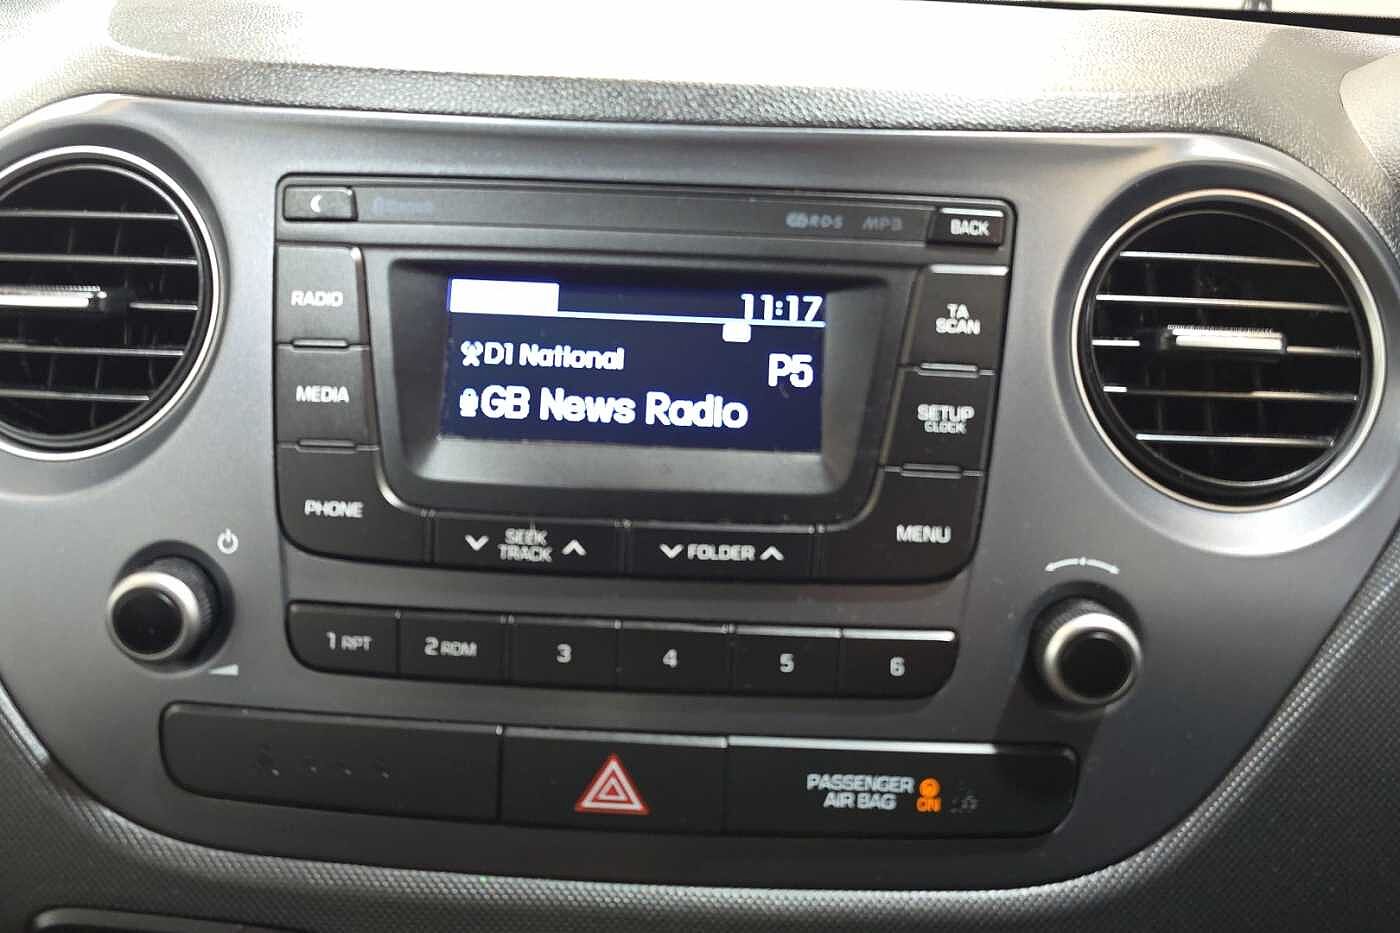 RDS MP3 BACK
RADIO
11:17
TA
SCAN
D1 National
P5
MEDIA
GB News Radio
SETUP
CLOCK
PHONE
SEEK
TRACK
FOLDER
MENU
1 RPT
2 RDM
3
4
5
6
PASSENGER
AIR BAG
ON